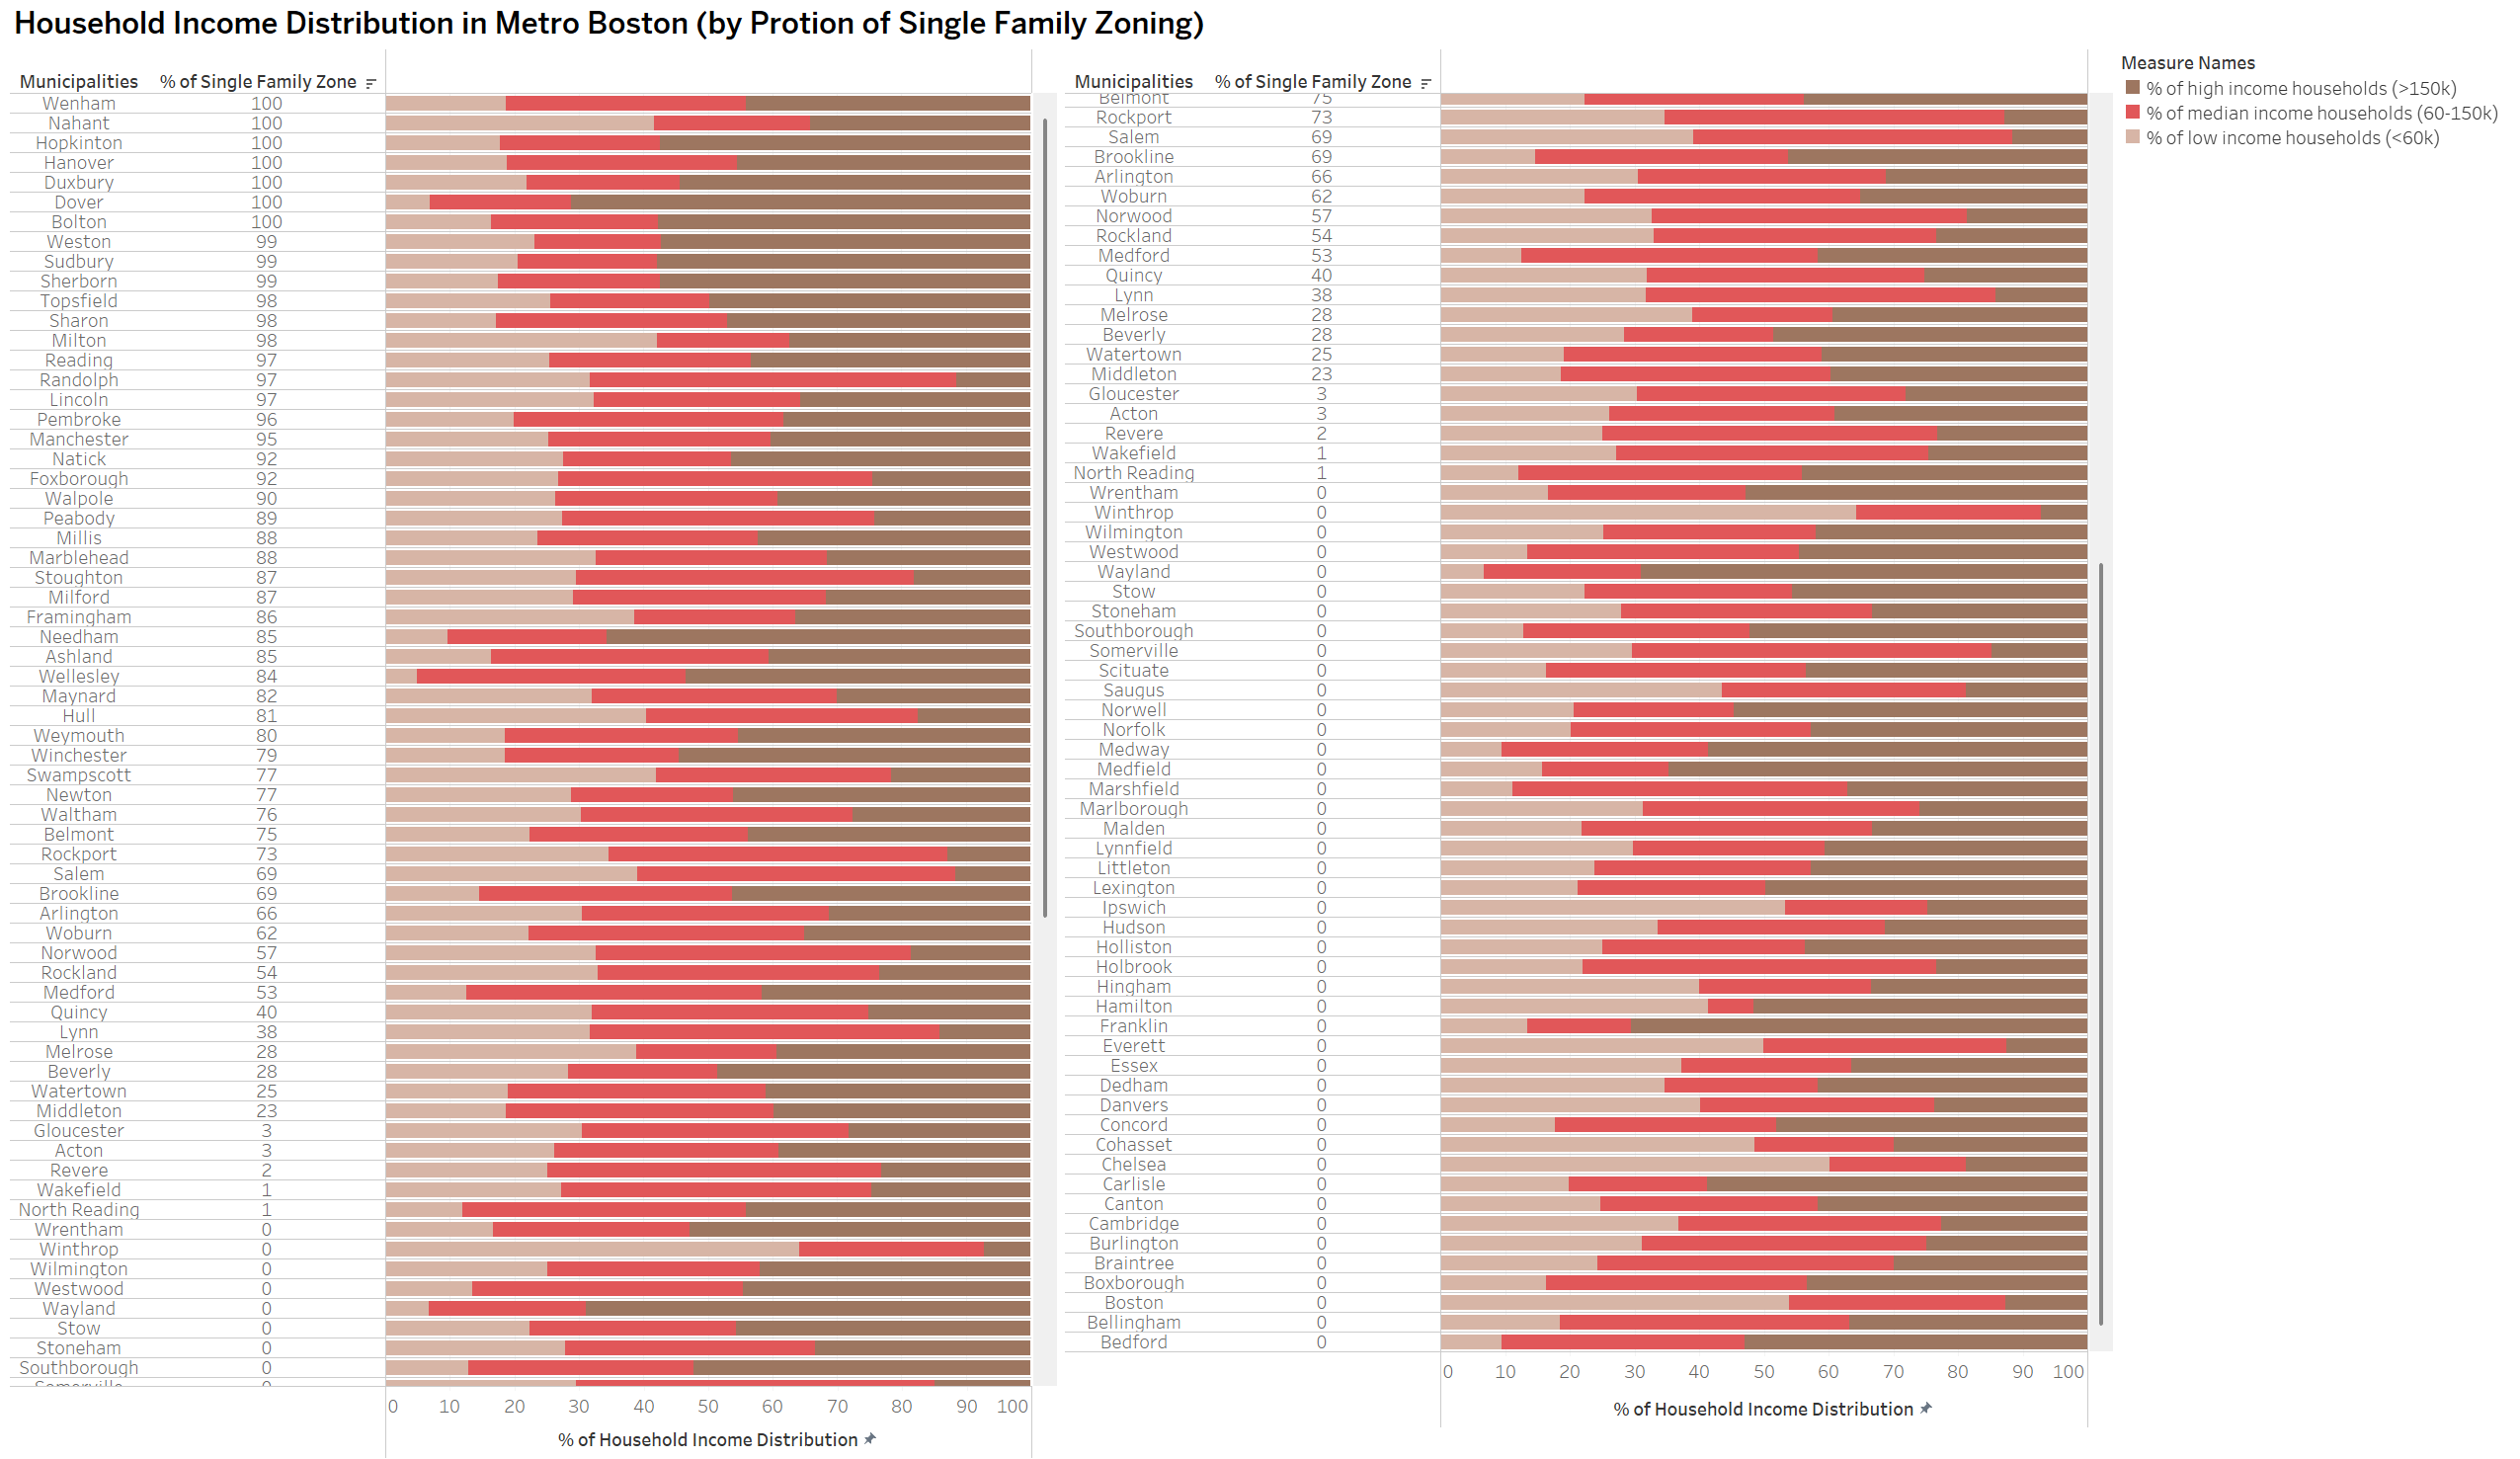 Household Income Distribution in Metro Boston (by Protion of Single Family Zoning)
Municipalities % of Single Family Zone
Wenham 100
Nahant 100
Hopkinton 100
Hanover 100
Duxbury 100
Dover 100
Bolton 100
Weston 99
Sudbury 99
Sherborn 99
Topsfield 98
Sharon 98
Milton 98
Reading 97
Randolph 97
Lincoln 97
Pembroke 96
Manchester 95
Natick 92
Foxborough 92
Walpole 90
Peabody 89
Millis 88
Marblehead 88
Stoughton 87
Milford 87
Framingham 86
Needham 85
Ashland 85
Wellesley 84
Maynard 82
Hull 81
Weymouth 80
Winchester 79
Swampscott 77
Newton 77
Waltham 76
Belmont 75
Rockport 73
Salem 69
Brookline 69
Arlington 66
Woburn 62
Norwood 57
Rockland 54
Medford 53
Quincy 40
Lynn 38
Melrose 28
Beverly 28
Watertown 25
Middleton 23
Gloucester 3
Acton 3
Revere 2
Wakefield 1
North Reading 1
Wrentham 0
Winthrop 0
Wilmington 0
Westwood 0
Wayland 0
Stow 0
Stoneham 0
Southborough 0
Somerville 0
0 10 20 30 40 50 60 70 80 90 100
% of Household Income Distribution
Municipalities % of Single Family Zone
Belmont 75
Rockport 73
Salem 69
Brookline 69
Arlington 66
Woburn 62
Norwood 57
Rockland 54
Medford 53
Quincy 40
Lynn 38
Melrose 28
Beverly 28
Watertown 25
Middleton 23
Gloucester 3
Acton 3
Revere 2
Wakefield 1
North Reading 1
Wrentham 0
Winthrop 0
Wilmington 0
Westwood 0
Wayland 0
Stow 0
Stoneham 0
Southborough 0
Somerville 0
Scituate 0
Saugus 0
Norwell 0
Norfolk 0
Medway 0
Medfield 0
Marshfield 0
Marlborough 0
Malden 0
Lynnfield 0
Littleton 0
Lexington 0
Ipswich 0
Hudson 0
Holliston 0
Holbrook 0
Hingham 0
Hamilton 0
Franklin 0
Everett 0
Essex 0
Dedham 0
Danvers 0
Concord 0
Cohasset 0
Chelsea 0
Carlisle 0
Canton 0
Cambridge 0
Burlington 0
Braintree 0
Boxborough 0
Boston 0
Bellingham 0
Bedford 0
0 10 20 30 40 50 60 70 80 90 100
% of Household Income Distribution
Measure Names
% of high income households (>150k)
% of median income households (60-150k)
% of low income households (<60k)